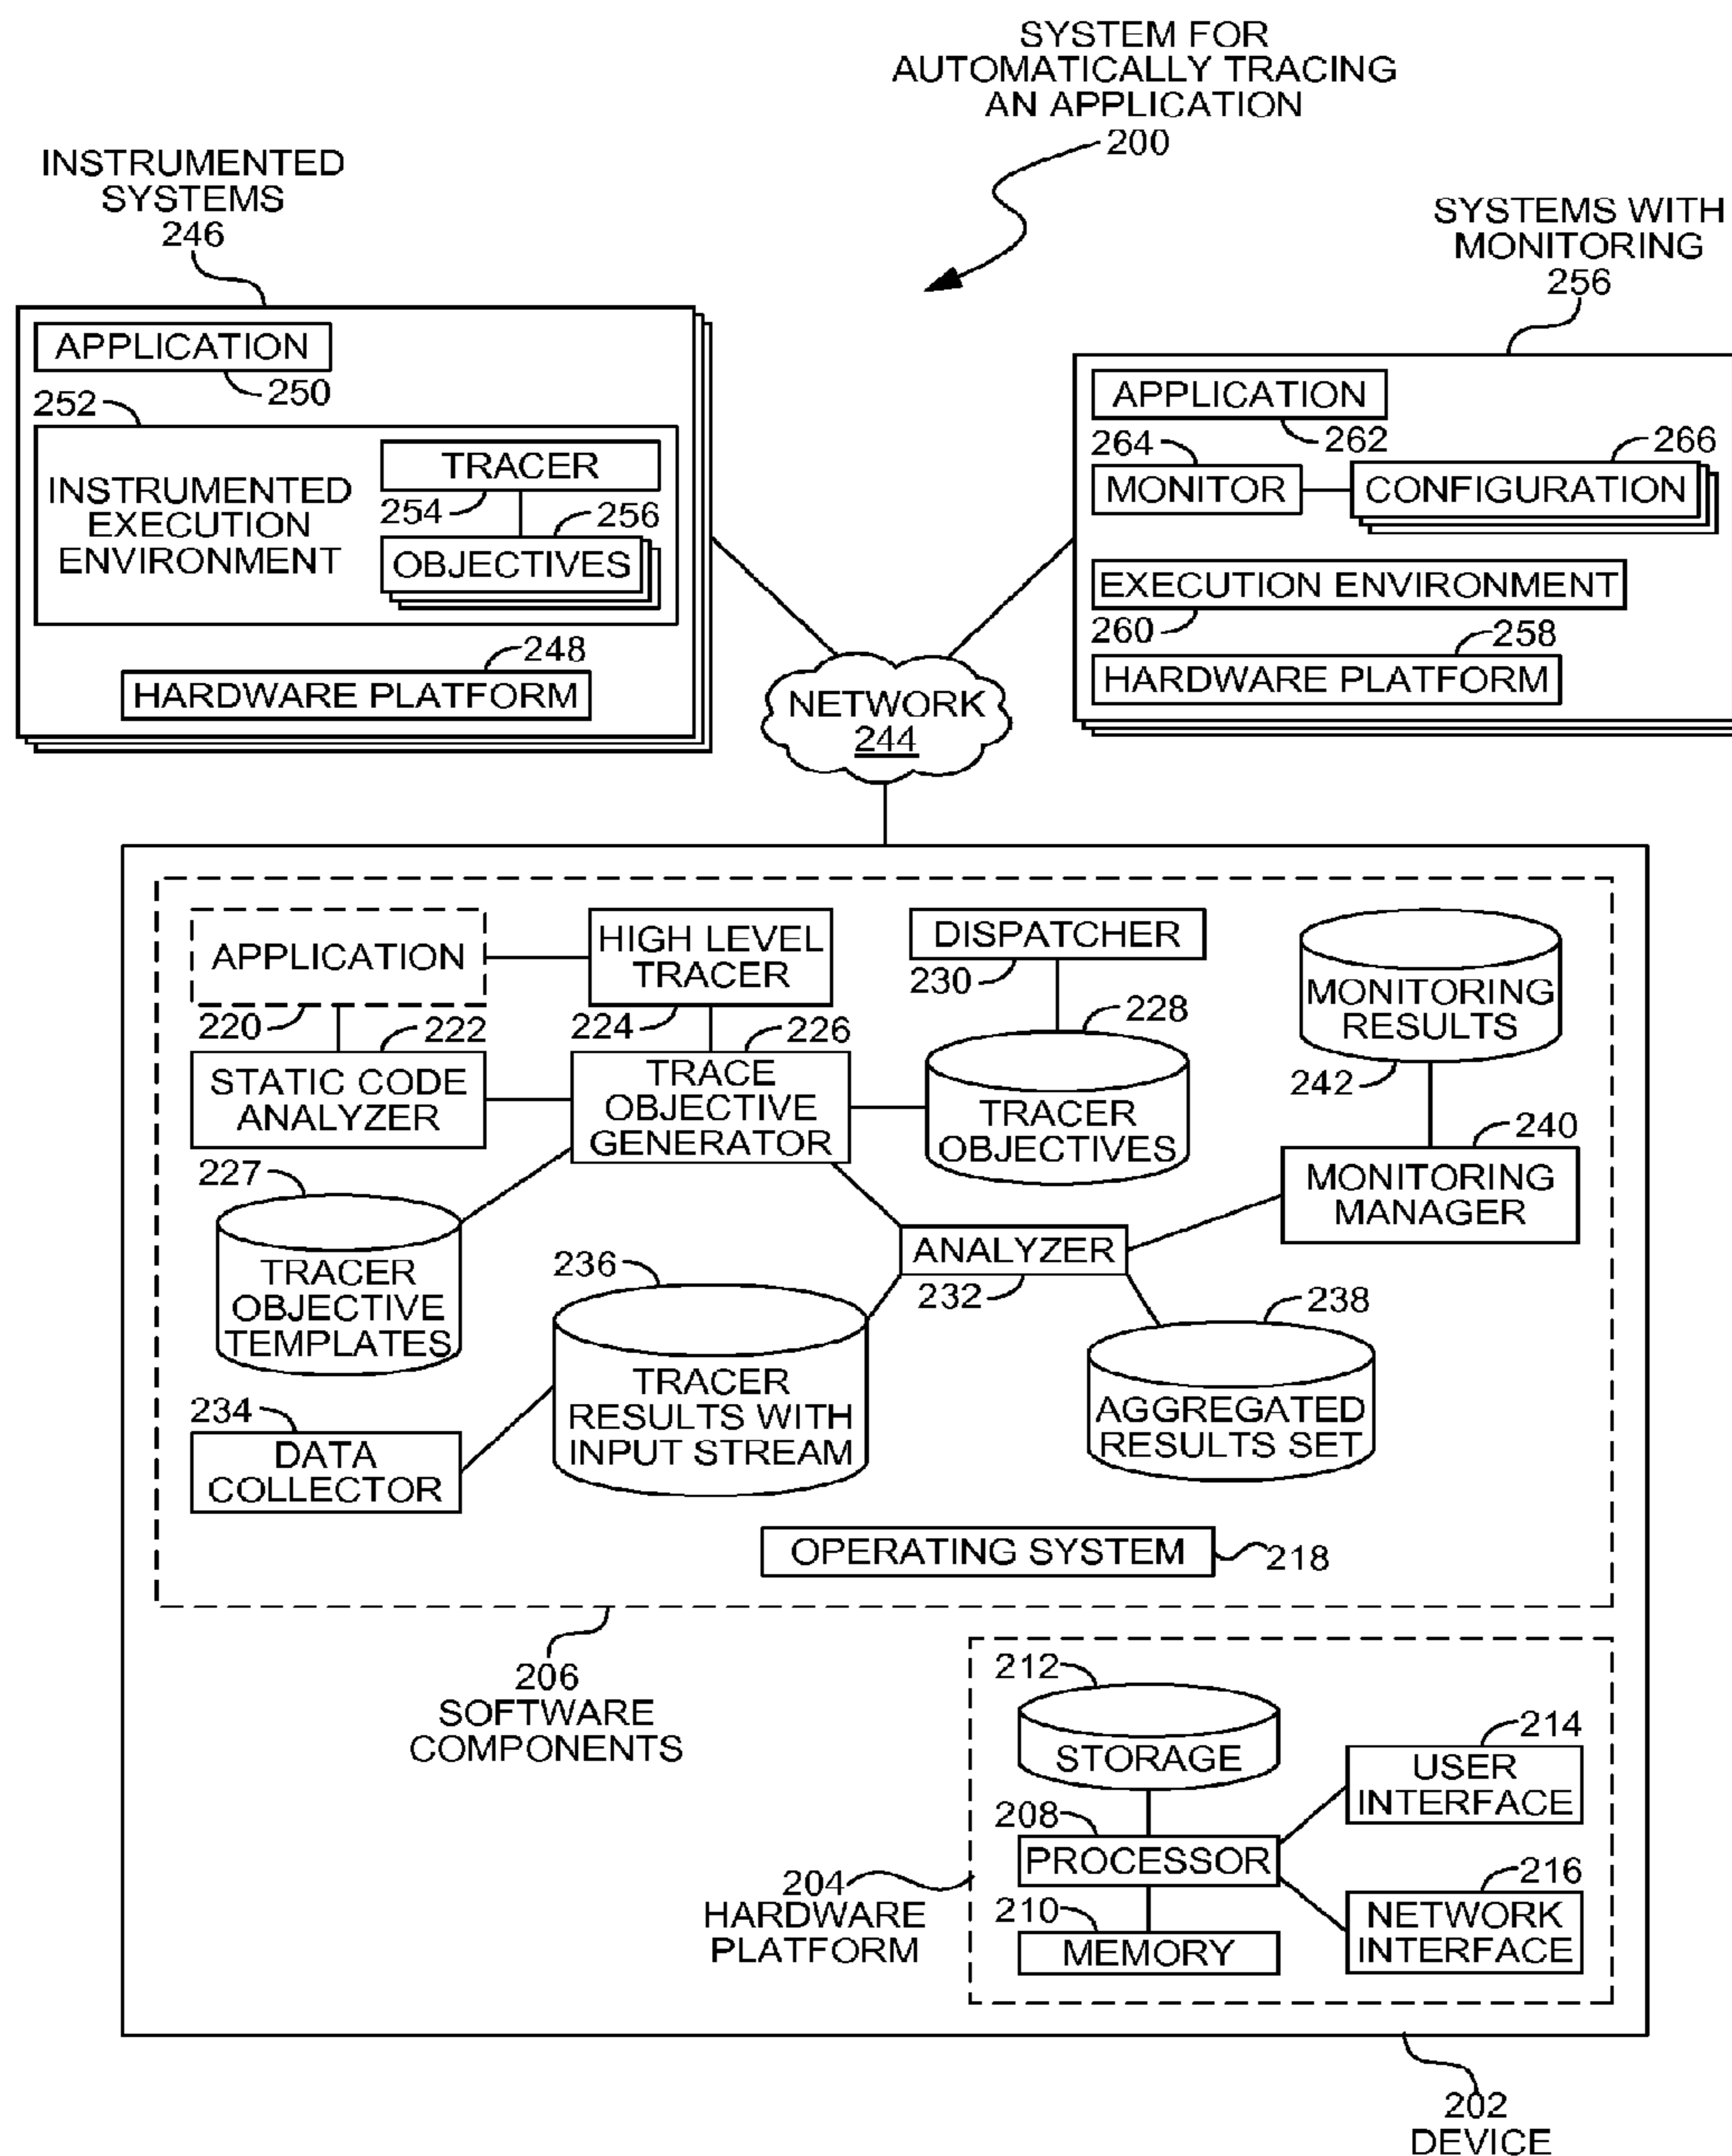 SYSTEM FOR
AUTOMATICALLY TRACING
AN APPLICATION
200
INSTRUMENTED
SYSTEMS
246
SYSTEMS WITH
MONITORING
256
APPLICATION
250
252
INSTRUMENTED
EXECUTION
ENVIRONMENT
TRACER
254
256
OBJECTIVES
248
HARDWARE PLATFORM
APPLICATION
262
264
266
MONITOR
CONFIGURATION
EXECUTION ENVIRONMENT
260
258
HARDWARE PLATFORM
NETWORK
244
APPLICATION
220
HIGH LEVEL
TRACER
224
DISPATCHER
230
MONITORING
RESULTS
242
222
STATIC CODE
ANALYZER
226
TRACE
OBJECTIVE
GENERATOR
228
TRACER
OBJECTIVES
240
MONITORING
MANAGER
227
TRACER
OBJECTIVE
TEMPLATES
ANALYZER
232
236
TRACER
RESULTS WITH
INPUT STREAM
238
AGGREGATED
RESULTS SET
234
DATA
COLLECTOR
OPERATING SYSTEM
218
206
SOFTWARE
COMPONENTS
212
STORAGE
214
USER
INTERFACE
208
PROCESSOR
204
HARDWARE
PLATFORM
210
MEMORY
216
NETWORK
INTERFACE
202
DEVICE